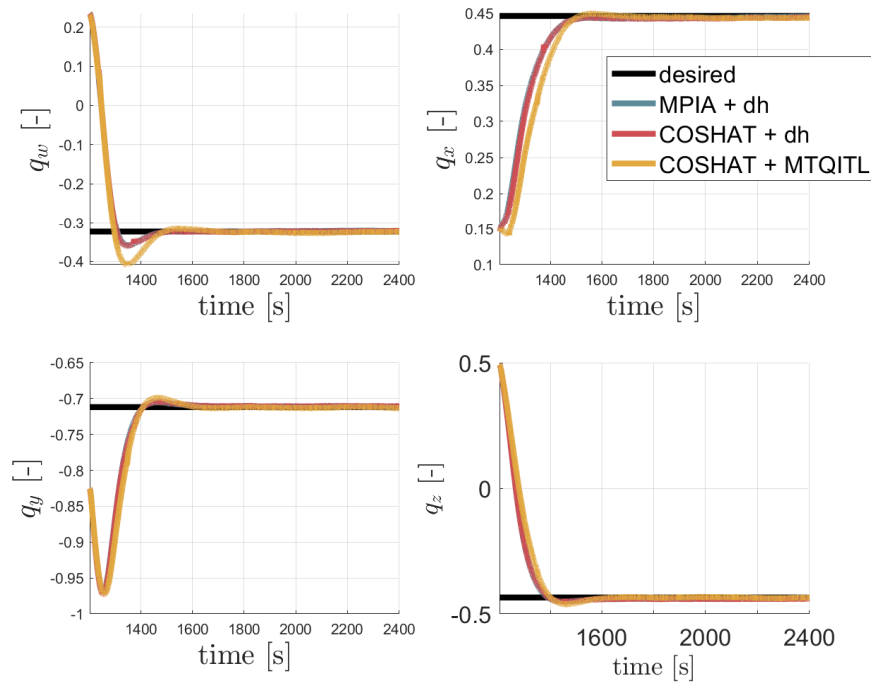 0.2
0.1
0
-0.1
-0.2
-0.3
-0.4
q_w [-]
1400 1600 1800 2000 2200 2400
time [s]
0.45
0.4
0.35
0.3
0.25
0.2
0.15
0.1
q_x [-]
1400 1600 1800 2000 2200 2400
time [s]
desired
MPIA + dh
COSHAT + dh
COSHAT + MTQITL
-0.65
-0.7
-0.75
-0.8
-0.85
-0.9
-0.95
-1
q_y [-]
1400 1600 1800 2000 2200 2400
time [s]
0.5
0
-0.5
q_z [-]
1600 2000 2400
time [s]